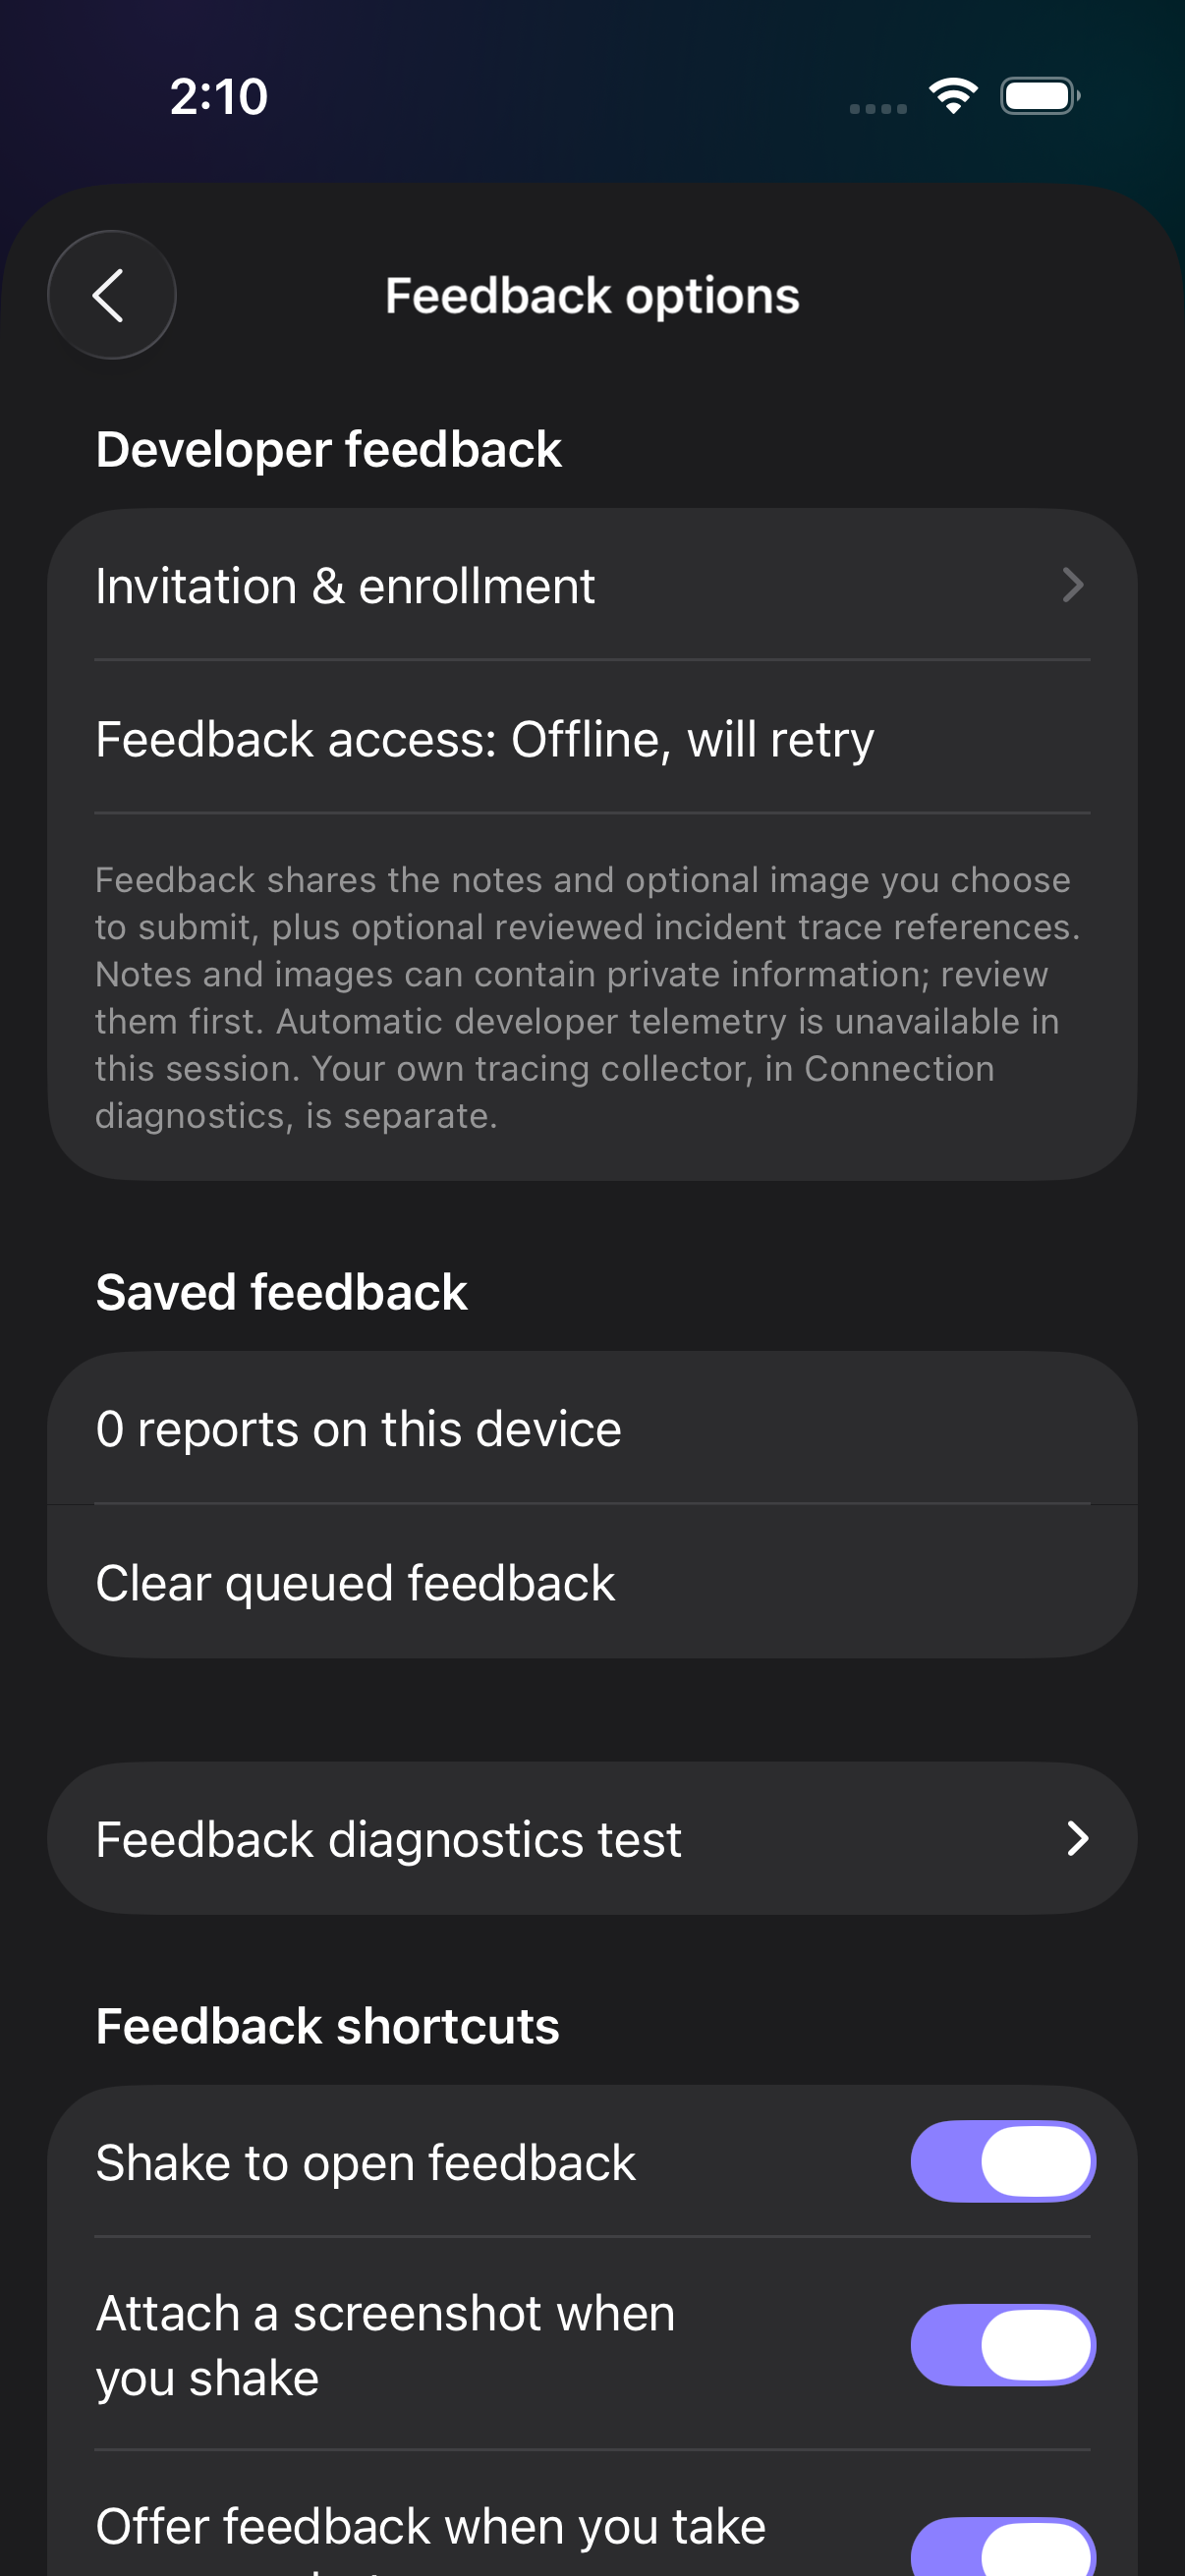 2:10
Feedback options
Developer feedback
Invitation & enrollment
Feedback access: Offline, will retry
Feedback shares the notes and optional image you choose
to submit, plus optional reviewed incident trace references.
Notes and images can contain private information; review
them first. Automatic developer telemetry is unavailable in
this session. Your own tracing collector, in Connection
diagnostics, is separate.
Saved feedback
0 reports on this device
Clear queued feedback
Feedback diagnostics test
Feedback shortcuts
Shake to open feedback
Attach a screenshot when
you shake
Offer feedback when you take